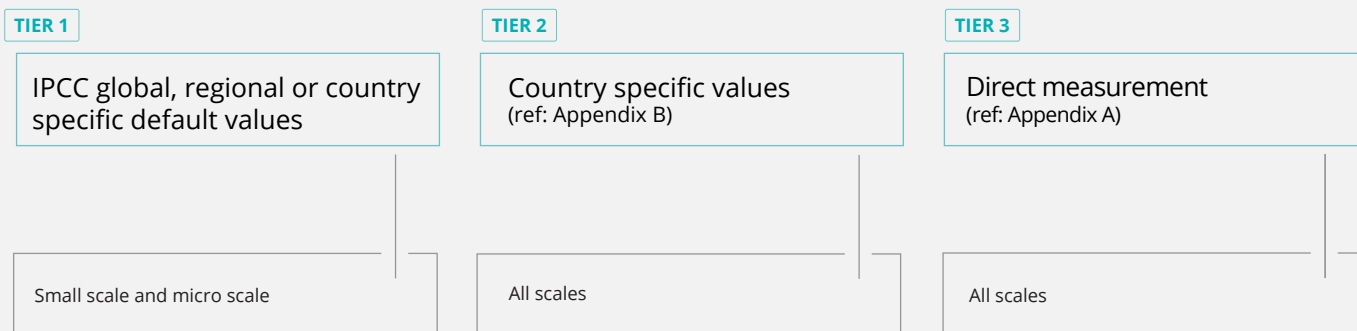 TIER 1
IPCC global, regional or country
specific default values
Small scale and micro scale
TIER 2
Country specific values
(ref: Appendix B)
All scales
TIER 3
Direct measurement
(ref: Appendix A)
All scales